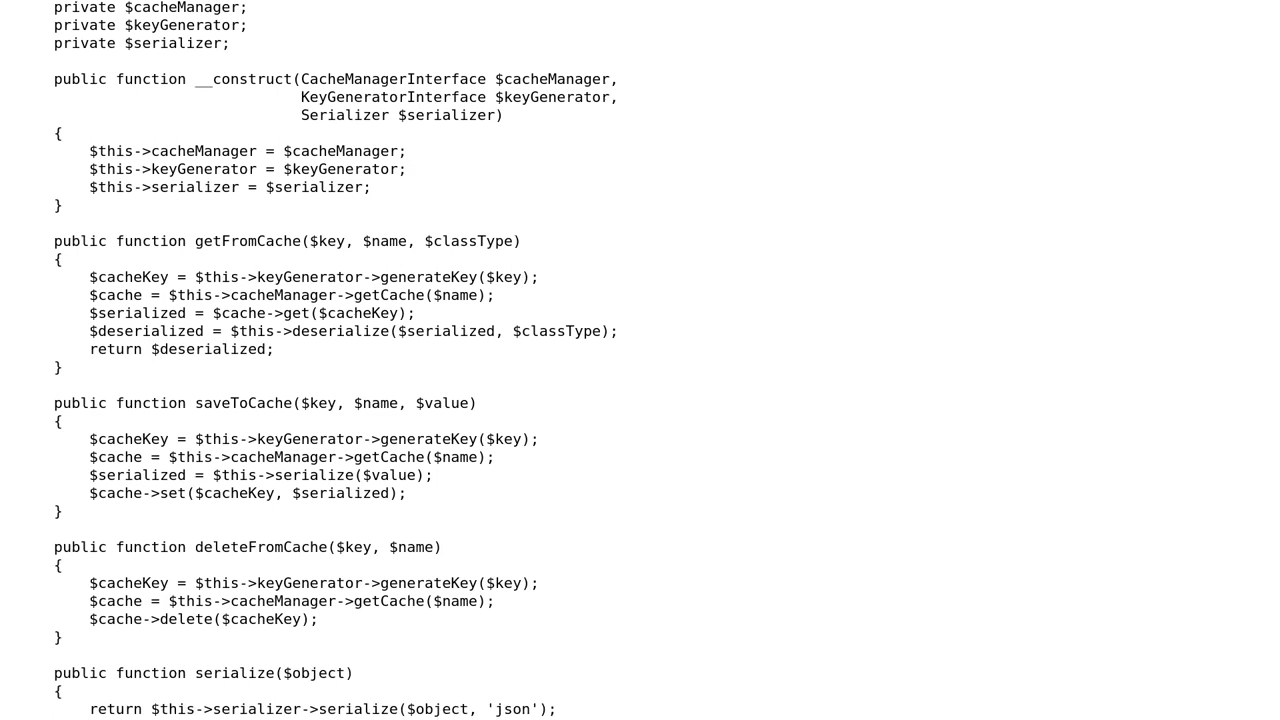 private $cacheManager;
private $keyGenerator;
private $serializer;

public function __construct(CacheManagerInterface $cacheManager,
                            KeyGeneratorInterface $keyGenerator,
                            Serializer $serializer)
{
    $this->cacheManager = $cacheManager;
    $this->keyGenerator = $keyGenerator;
    $this->serializer = $serializer;
}

public function getFromCache($key, $name, $classType)
{
    $cacheKey = $this->keyGenerator->generateKey($key);
    $cache = $this->cacheManager->getCache($name);
    $serialized = $cache->get($cacheKey);
    $deserialized = $this->deserialize($serialized, $classType);
    return $deserialized;
}

public function saveToCache($key, $name, $value)
{
    $cacheKey = $this->keyGenerator->generateKey($key);
    $cache = $this->cacheManager->getCache($name);
    $serialized = $this->serialize($value);
    $cache->set($cacheKey, $serialized);
}

public function deleteFromCache($key, $name)
{
    $cacheKey = $this->keyGenerator->generateKey($key);
    $cache = $this->cacheManager->getCache($name);
    $cache->delete($cacheKey);
}

public function serialize($object)
{
    return $this->serializer->serialize($object, 'json');